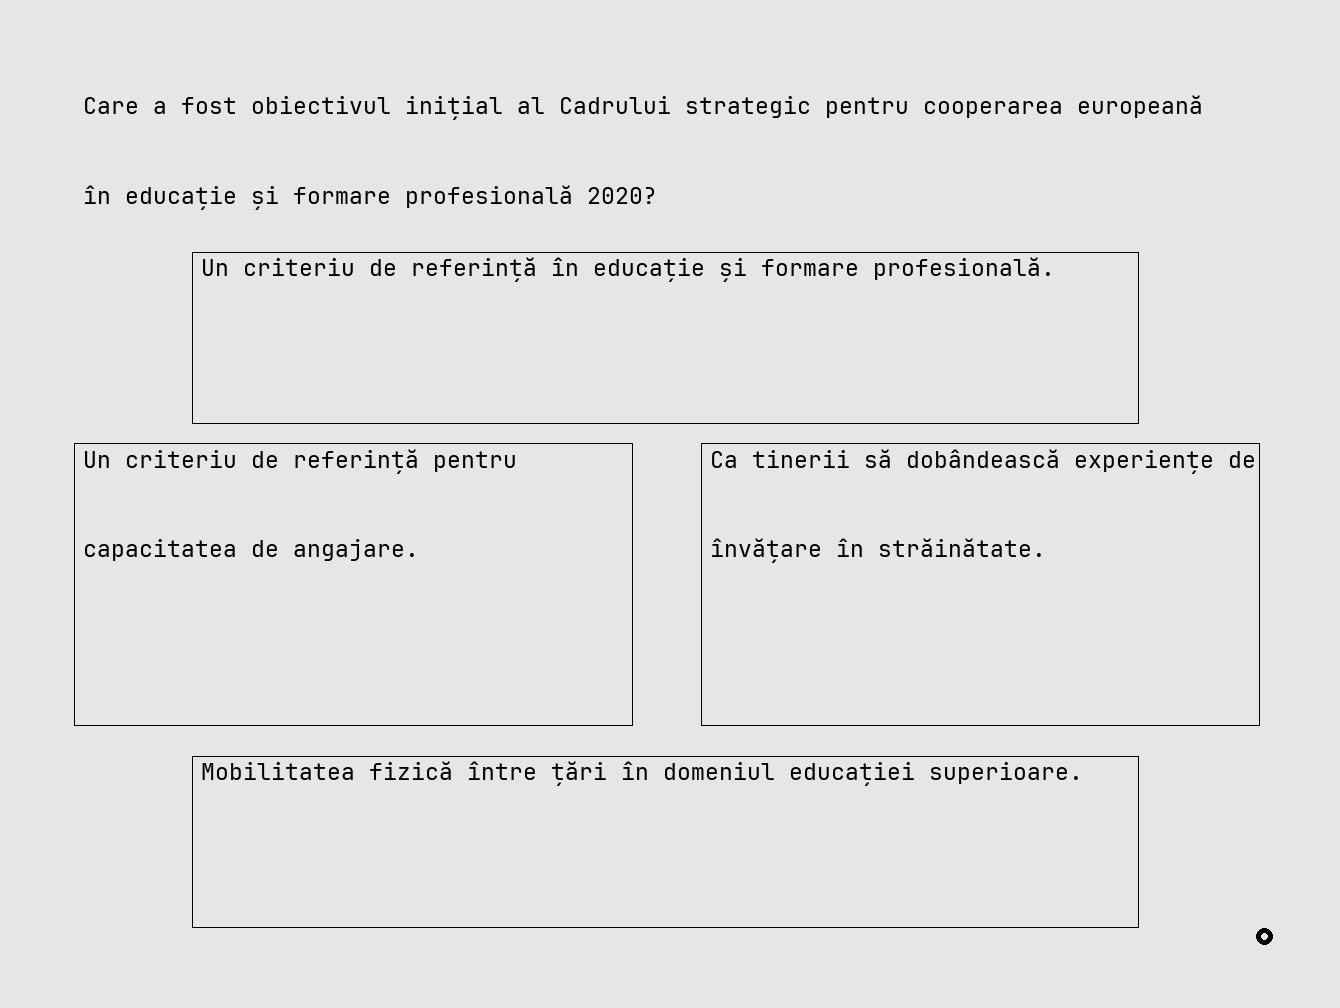 Care a fost obiectivul inițial al Cadrului strategic pentru cooperarea europeană
în educație și formare profesională 2020?
Un criteriu de referință în educație și formare profesională.
Un criteriu de referință pentru
capacitatea de angajare.
Ca tinerii să dobândească experiențe de
învățare în străinătate.
Mobilitatea fizică între țări în domeniul educației superioare.